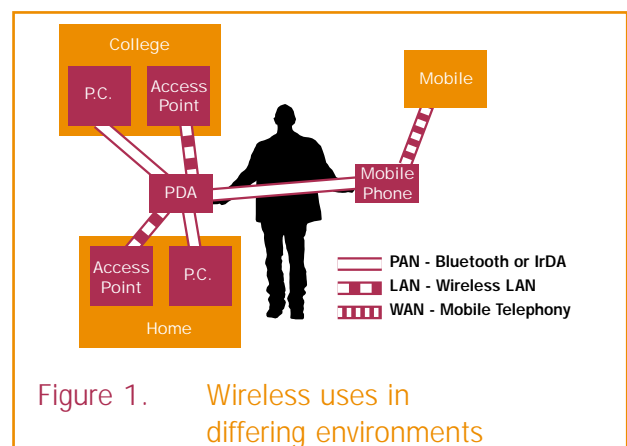 College
P.C.
Access
Point
Mobile
PDA
Mobile
Phone
Access
Point
P.C.
Home
PAN - Bluetooth or IrDA
LAN - Wireless LAN
WAN - Mobile Telephony
Figure 1. Wireless uses in
differing environments